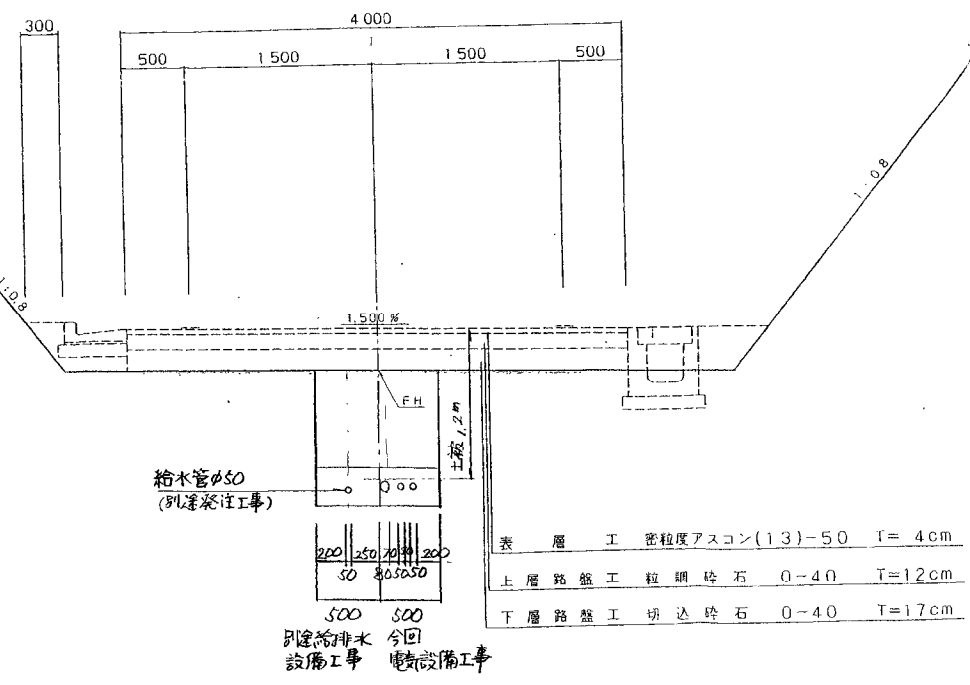 300
4 000
500 1 500 1 500 500
1:0.8
1:0.8
1,500 %
FH
土被 1.2m
給水管φ50
(別途発注工事)
表層工 密粒度アスコン(13)-50 T= 4cm
上層路盤工 粒調砕石 0-40 T=12cm
下層路盤工 切込砕石 0-40 T=17cm
200 250 70 30 200
50 80 50 50
500 500
別途給排水 今回
設備工事 電気設備工事